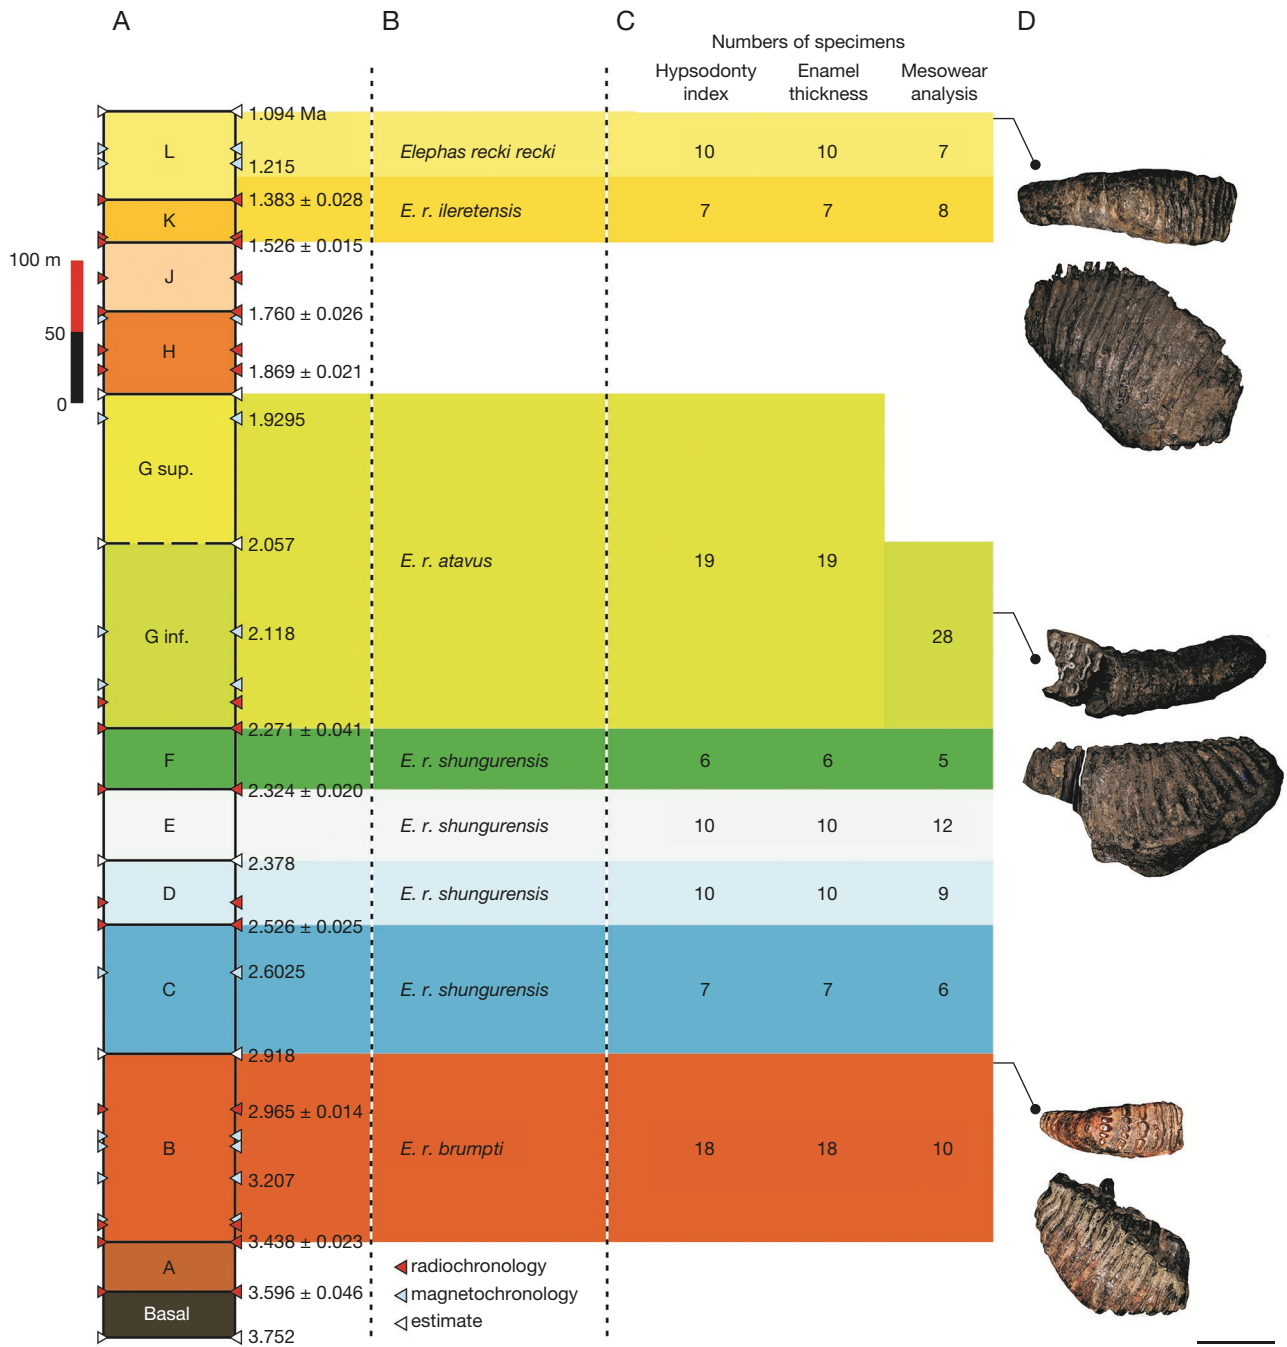 A B C D
Numbers of specimens
Hypsodonty Enamel Mesowear
index thickness analysis
1.094 Ma
L Elephas recki recki 10 10 7
1.215
1.383 ± 0.028
K E. r. ileretensis 7 7 8
1.526 ± 0.015
100 m
J
1.760 ± 0.026
50
H
1.869 ± 0.021
0
1.9295
G sup.
2.057
E. r. atavus 19 19
2.118
G inf. 28
2.271 ± 0.041
F E. r. shungurensis 6 6 5
2.324 ± 0.020
E E. r. shungurensis 10 10 12
2.378
D E. r. shungurensis 10 10 9
2.526 ± 0.025
2.6025
C E. r. shungurensis 7 7 6
2.918
2.965 ± 0.014
B E. r. brumpti 18 18 10
3.207
3.438 ± 0.023
A radiochronology
3.596 ± 0.046 magnetochronology
Basal estimate
3.752